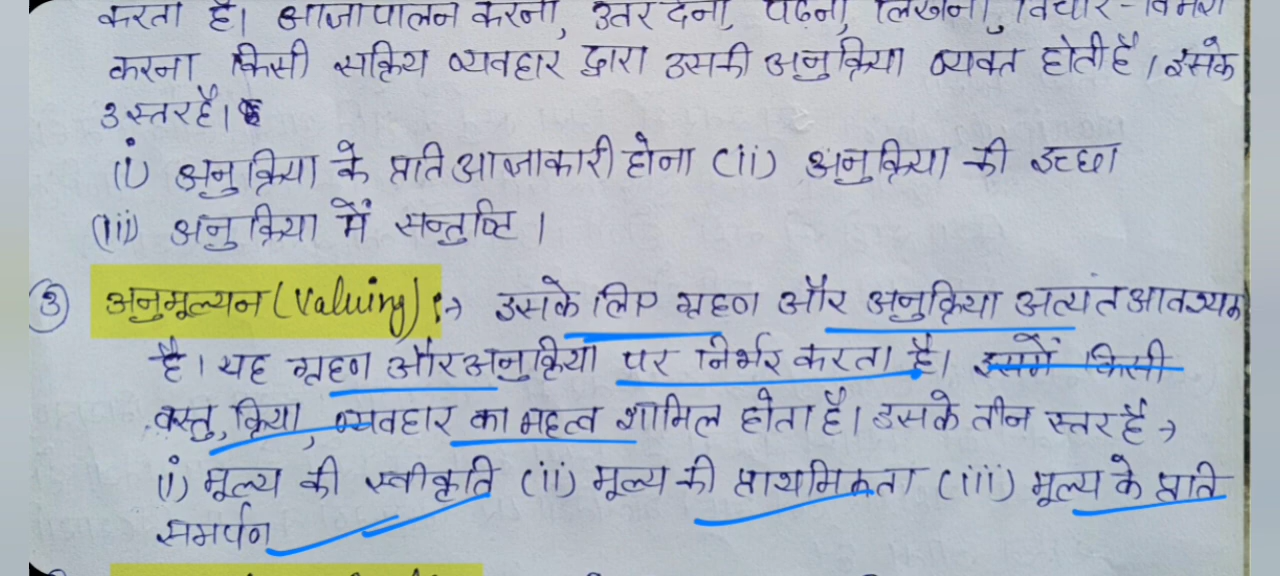 करता है। आज्ञापालन करना, उत्तर देना, पढना, लिखना, विचार-विमर्श
करना, किसी सक्रिय व्यवहार द्वारा उसकी अनुक्रिया व्यक्त होती है। इसके
3 स्तर है।
(i) अनुक्रिया के प्रति आज्ञाकारी होना (ii) अनुक्रिया की इच्छा
(iii) अनुक्रिया में सन्तुष्टि।
③ अनुमूल्यन (Valuing) :→ इसके लिए ग्रहण और अनुक्रिया अत्यंत आवश्यक
है। यह ग्रहण और अनुक्रिया पर निर्भर करता है। इसमें किसी
वस्तु, क्रिया, व्यवहार का महत्व शामिल होता है। इसके तीन स्तर हैं →
(i) मूल्य की स्वीकृति (ii) मूल्य की प्राथमिकता (iii) मूल्य के प्रति
समर्पण